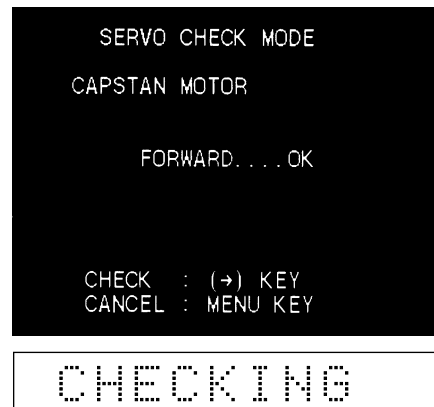 SERVO CHECK MODE
CAPSTAN MOTOR
FORWARD....OK
CHECK : (→) KEY
CANCEL : MENU KEY
CHECKING